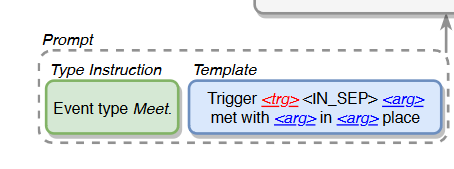 Prompt
Type Instruction
Template
Event type Meet.
Trigger <trg> <IN_SEP> <arg>
met with <arg> in <arg> place